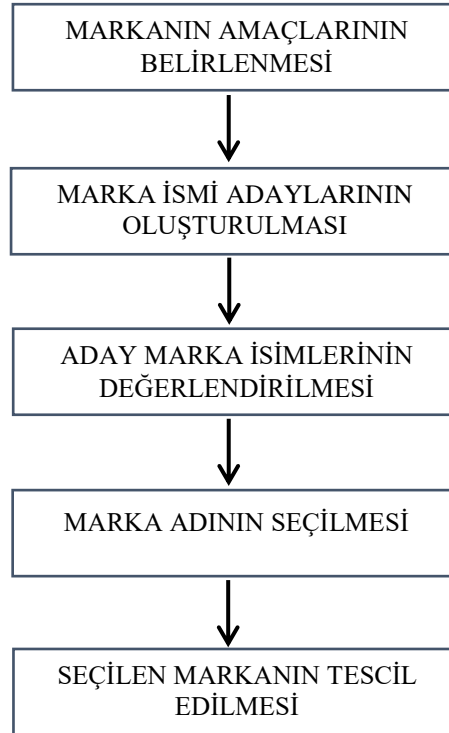 MARKANIN AMAÇLARININ
BELİRLENMESİ
MARKA İSMİ ADAYLARININ
OLUŞTURULMASI
ADAY MARKA İSİMLERİNİN
DEĞERLENDİRİLMESİ
MARKA ADININ SEÇİLMESİ
SEÇİLEN MARKANIN TESCİL
EDİLMESİ